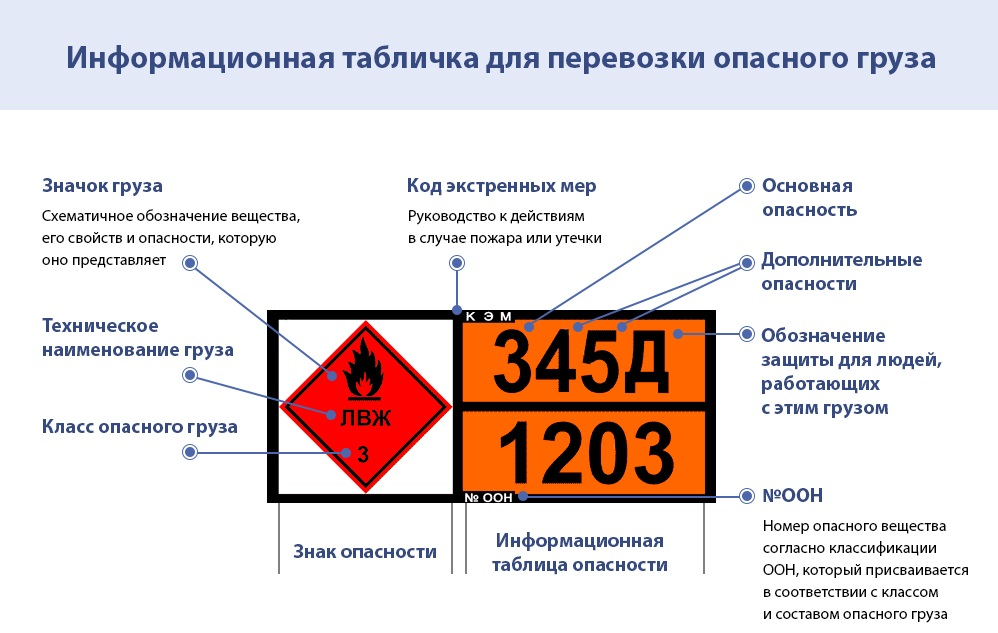 Информационная табличка для перевозки опасного груза
Значок груза
Схематичное обозначение вещества,
его свойств и опасности, которую
оно представляет
Техническое
наименование груза
Класс опасного груза
Код экстренных мер
Руководство к действиям
в случае пожара или утечки
Основная
опасность
Дополнительные
опасности
Обозначение
защиты для людей,
работающих
с этим грузом
К Э М
345Д
1203
№ ООН
ЛВЖ
3
Знак опасности
Информационная
таблица опасности
№ООН
Номер опасного вещества
согласно классификации
ООН, который присваивается
в соответствии с классом
и составом опасного груза